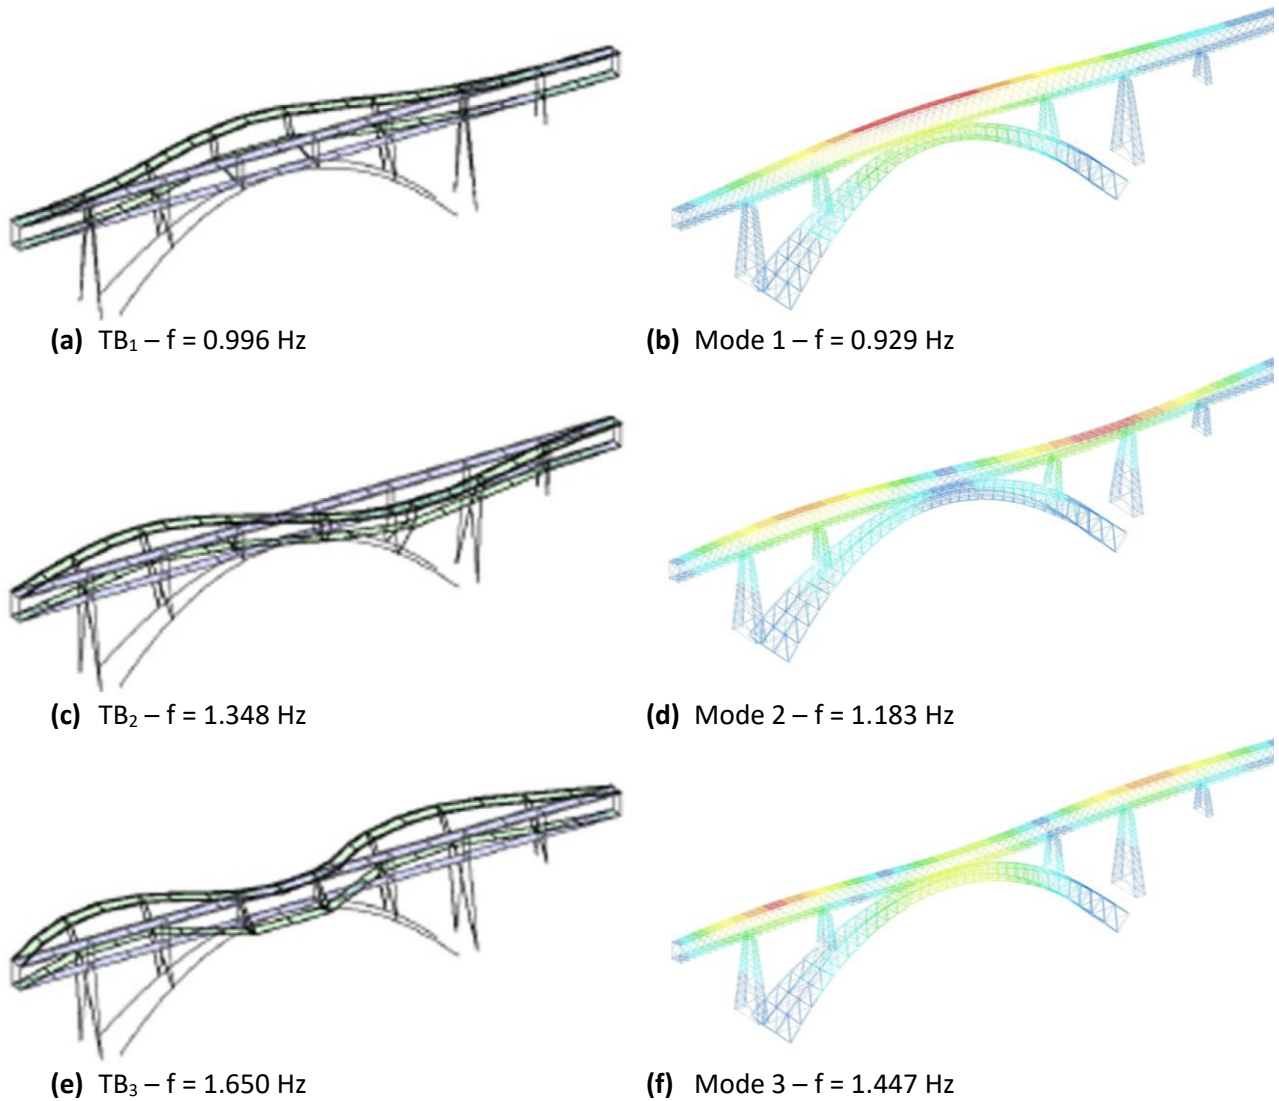 (a) TB₁ – f = 0.996 Hz
(b) Mode 1 – f = 0.929 Hz
(c) TB₂ – f = 1.348 Hz
(d) Mode 2 – f = 1.183 Hz
(e) TB₃ – f = 1.650 Hz
(f) Mode 3 – f = 1.447 Hz